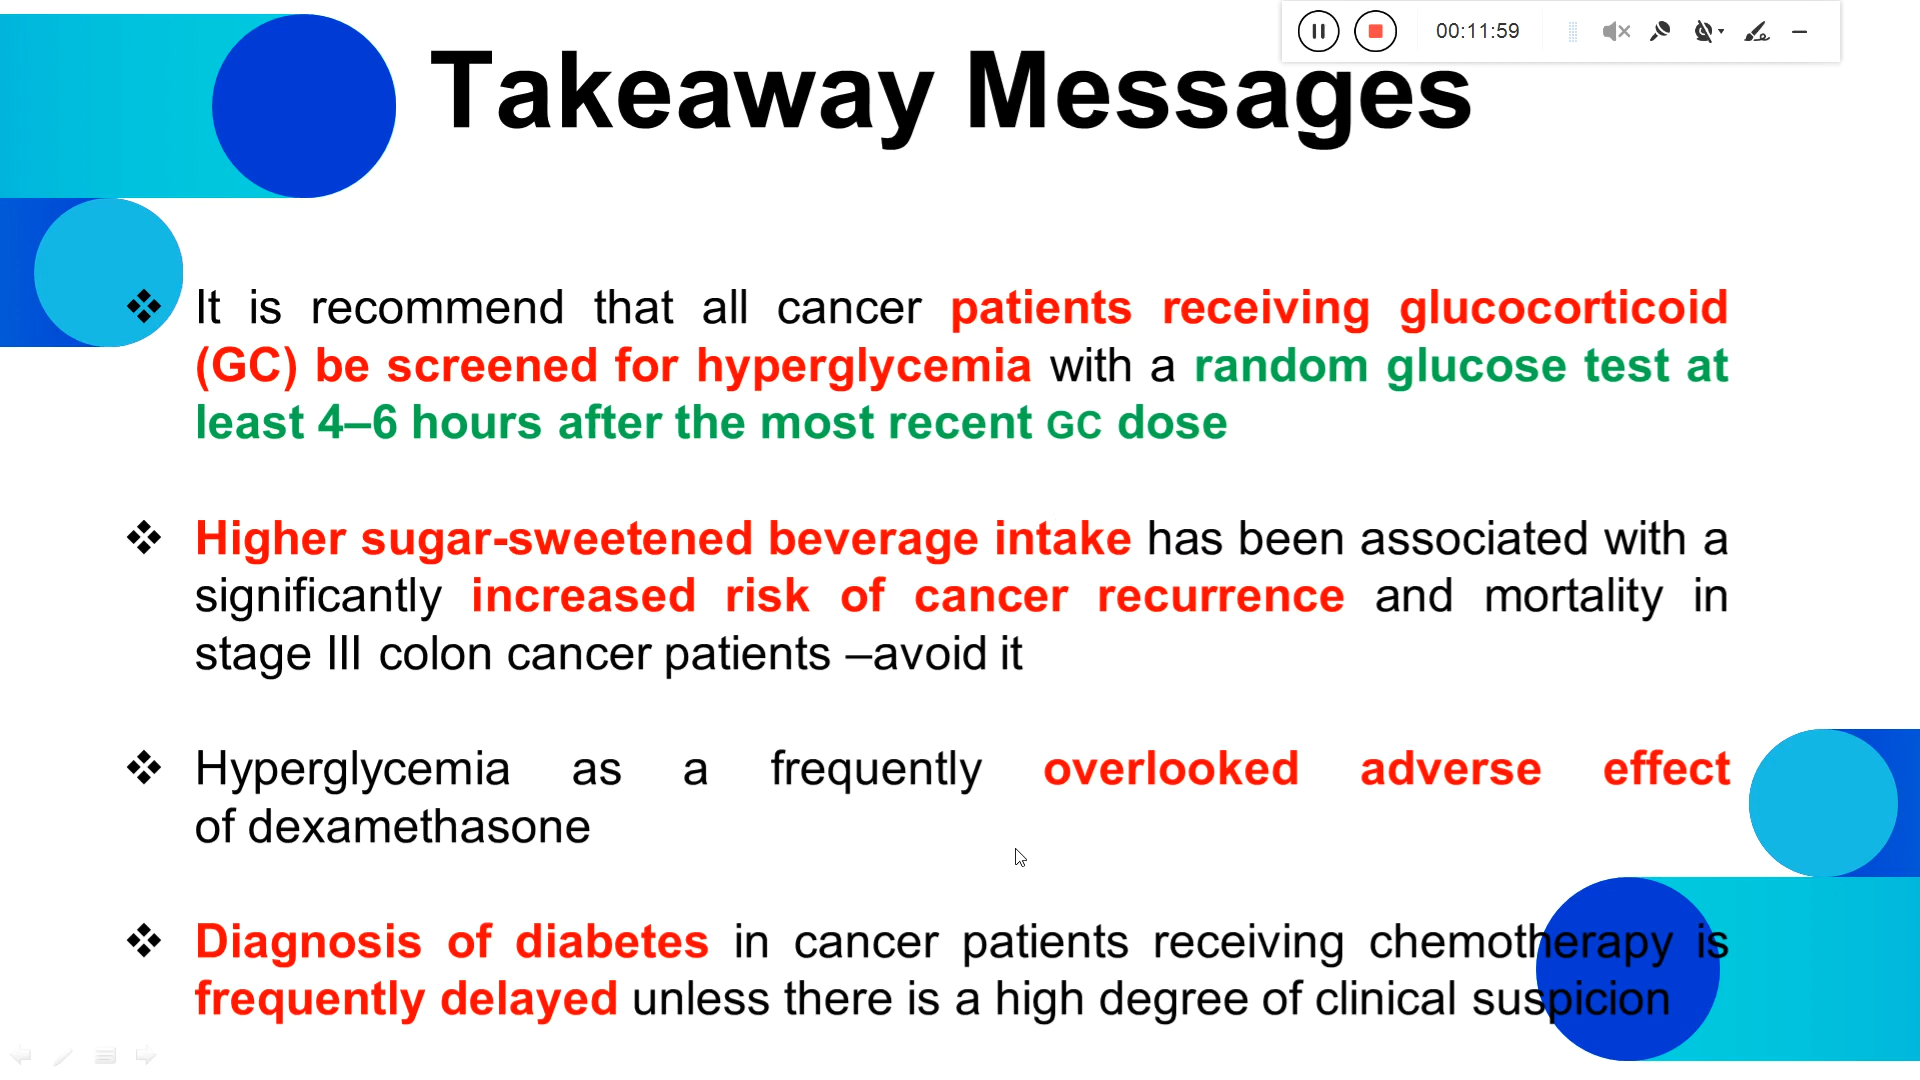 00:11:59
Takeaway Messages
❖ It is recommend that all cancer patients receiving glucocorticoid
(GC) be screened for hyperglycemia with a random glucose test at
least 4–6 hours after the most recent GC dose
❖ Higher sugar-sweetened beverage intake has been associated with a
significantly increased risk of cancer recurrence and mortality in
stage III colon cancer patients –avoid it
❖ Hyperglycemia as a frequently overlooked adverse effect
of dexamethasone
❖ Diagnosis of diabetes in cancer patients receiving chemotherapy is
frequently delayed unless there is a high degree of clinical suspicion